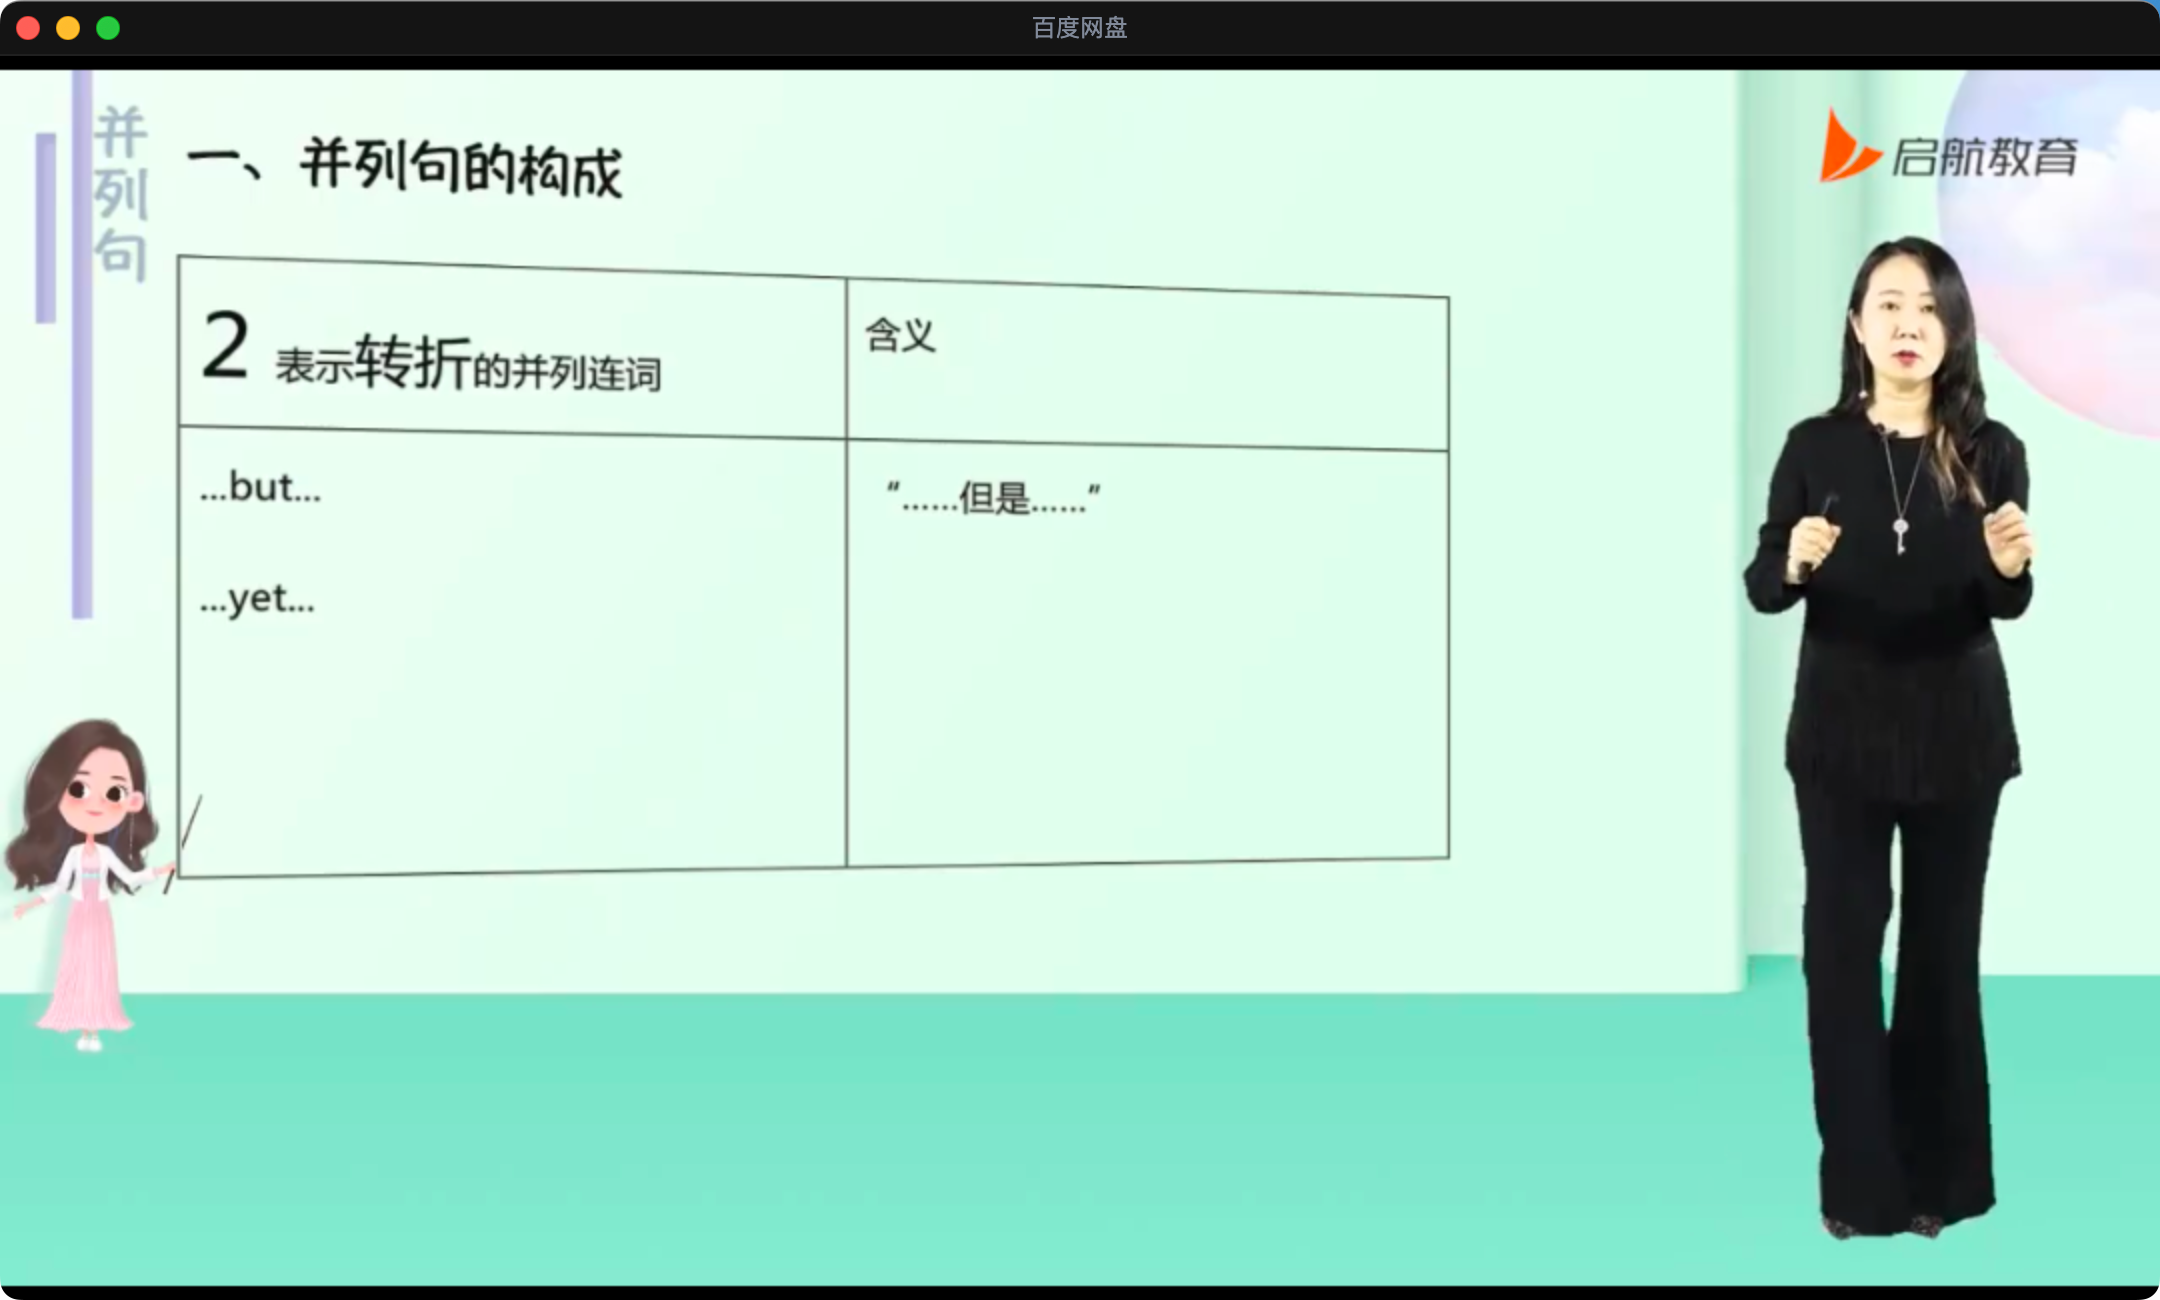 百度网盘
并列句
一、并列句的构成
启航教育
2 表示转折的并列连词
含义
...but...
“......但是......”
...yet...